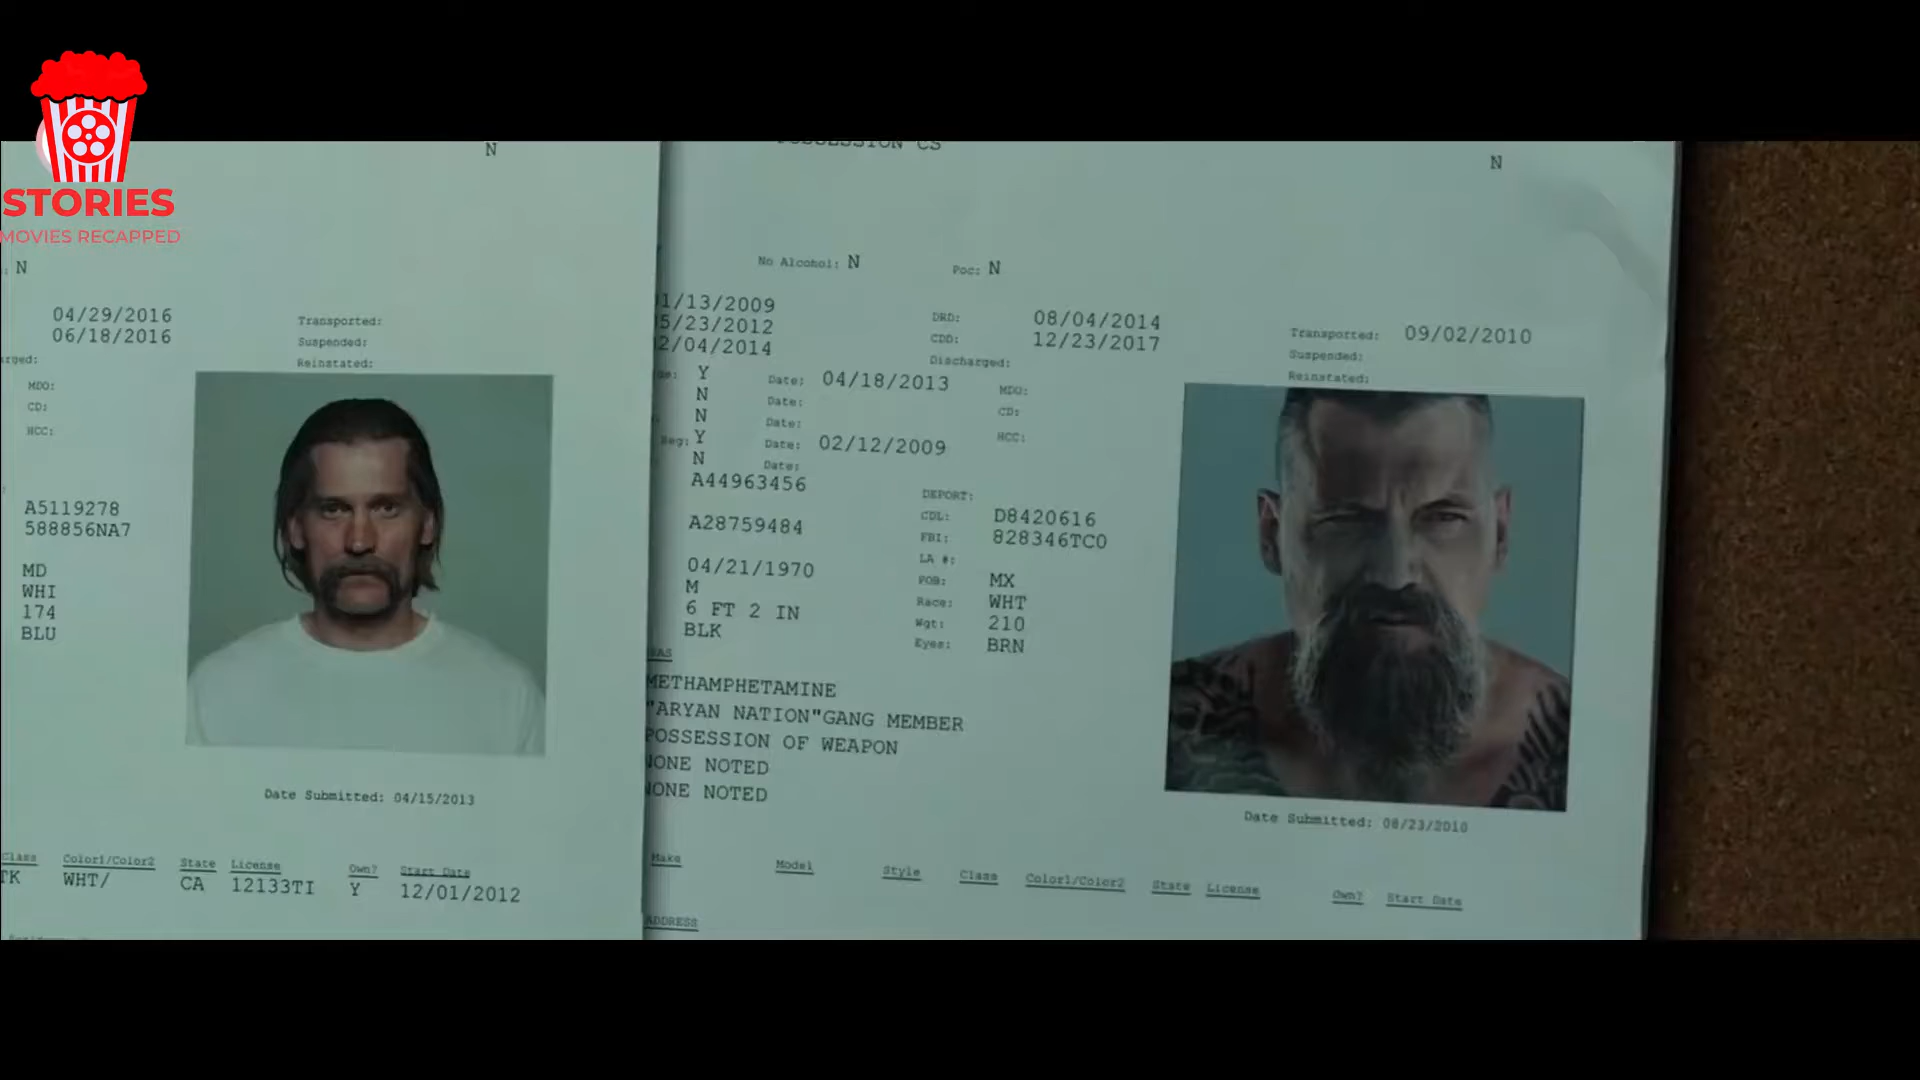 STORIES
MOVIES RECAPPED
N
N
04/29/2016
06/18/2016
Transported:
Suspended:
Reinstated:
MDO:
CD:
HCC:
A5119278
588856NA7
MD
WHI
174
BLU
Date Submitted: 04/15/2013
Class Color1/Color2 State License Own? Start Date
TK WHT/ CA 12133TI Y 12/01/2012
POSSESSION CS
N
No Alcohol: N Poc: N
1/13/2009
5/23/2012 DRD: 08/04/2014 Transported: 09/02/2010
2/04/2014 CDD: 12/23/2017 Suspended:
Discharged: Reinstated:
Y Date: 04/18/2013 MDO:
N Date: CD:
N Date:
Reg: Y Date: 02/12/2009 HCC:
N Date:
A44963456 DEPORT:
A28759484 CDL: D8420616
FBI: 828346TC0
LA #:
04/21/1970 POB: MX
M Race: WHT
6 FT 2 IN Wgt: 210
BLK Eyes: BRN
METHAMPHETAMINE
"ARYAN NATION"GANG MEMBER
POSSESSION OF WEAPON
NONE NOTED
NONE NOTED
Date Submitted: 08/23/2010
Make Model Style Class Color1/Color2 State License Own? Start Date
ADDRESS